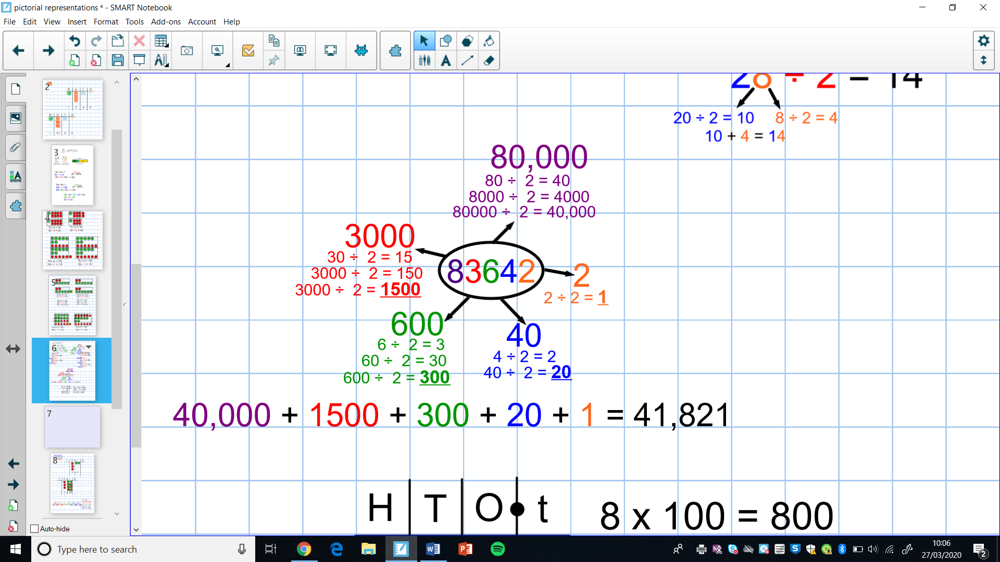 pictorial representations * - SMART Notebook
File Edit View Insert Format Tools Add-ons Account Help
28 ÷ 2 = 14
20 ÷ 2 = 10 8 ÷ 2 = 4
10 + 4 = 14
80,000
80 ÷ 2 = 40
8000 ÷ 2 = 4000
80000 ÷ 2 = 40,000
3000
30 ÷ 2 = 15
3000 ÷ 2 = 150
3000 ÷ 2 = 1500
83642
2
2 ÷ 2 = 1
600
6 ÷ 2 = 3
60 ÷ 2 = 30
600 ÷ 2 = 300
40
4 ÷ 2 = 2
40 ÷ 2 = 20
40,000 + 1500 + 300 + 20 + 1 = 41,821
H T O t
8 x 100 = 800
2
3
4
5
6
7
8
Auto-hide
Type here to search
10:06
27/03/2020
2